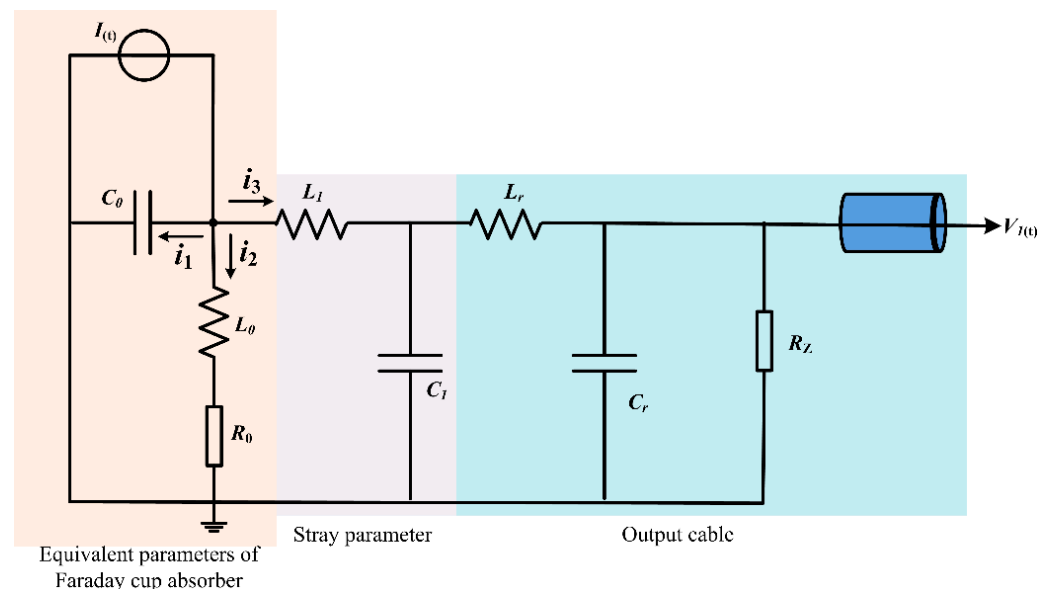 I(t)
C0
i3
L1
Lr
i1
i2
V1(t)
L0
R0
C1
Cr
RZ
Stray parameter
Output cable
Equivalent parameters of
Faraday cup absorber